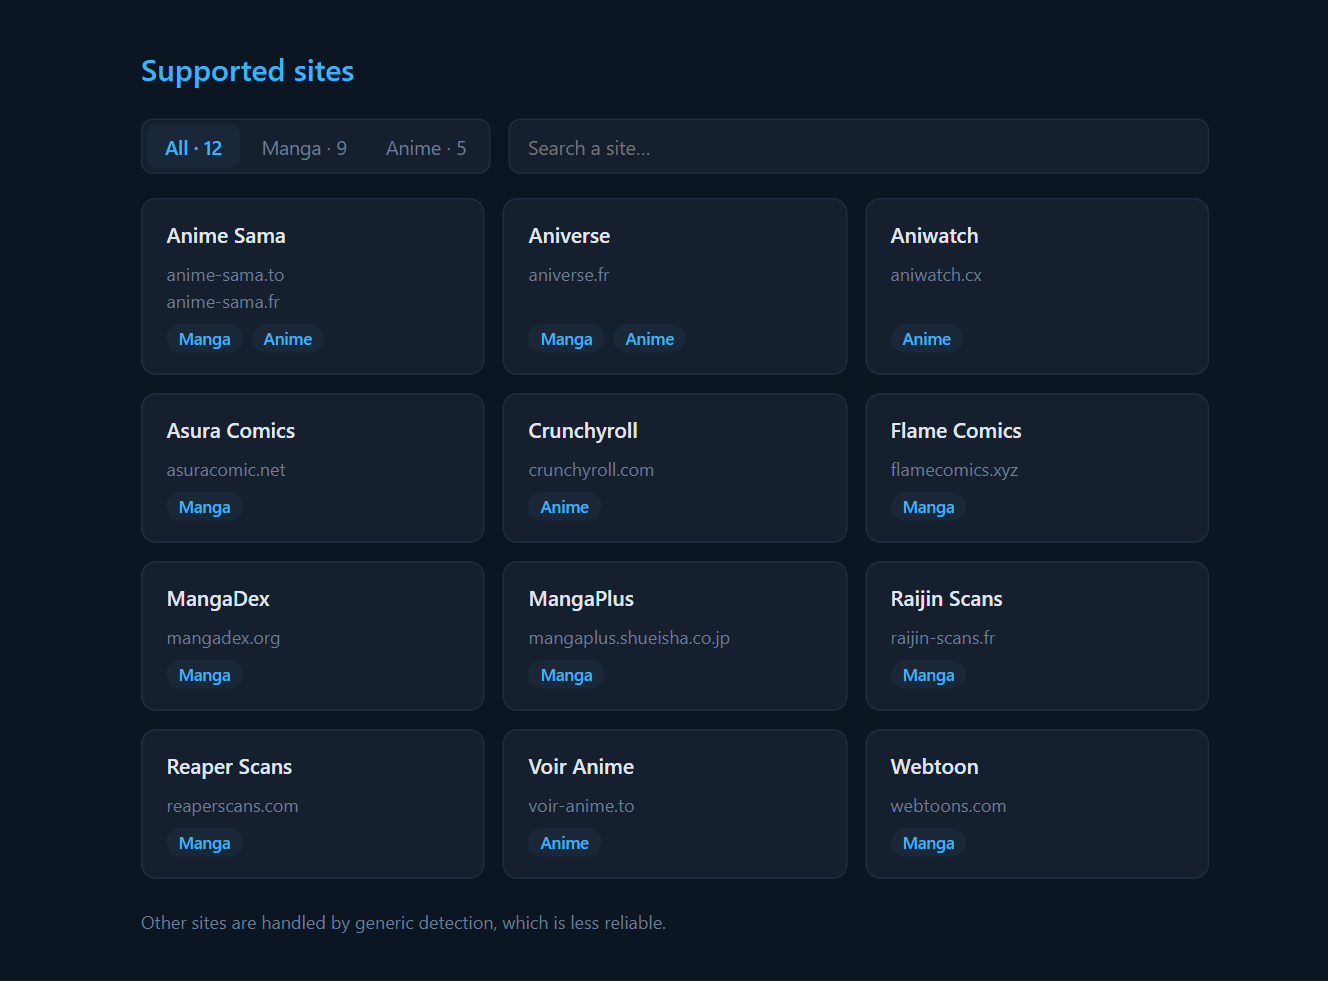 Supported sites
All · 12 Manga · 9 Anime · 5 Search a site...
Anime Sama
anime-sama.to
anime-sama.fr
Manga Anime
Aniverse
aniverse.fr
Manga Anime
Aniwatch
aniwatch.cx
Anime
Asura Comics
asuracomic.net
Manga
Crunchyroll
crunchyroll.com
Anime
Flame Comics
flamecomics.xyz
Manga
MangaDex
mangadex.org
Manga
MangaPlus
mangaplus.shueisha.co.jp
Manga
Raijin Scans
raijin-scans.fr
Manga
Reaper Scans
reaperscans.com
Manga
Voir Anime
voir-anime.to
Anime
Webtoon
webtoons.com
Manga
Other sites are handled by generic detection, which is less reliable.